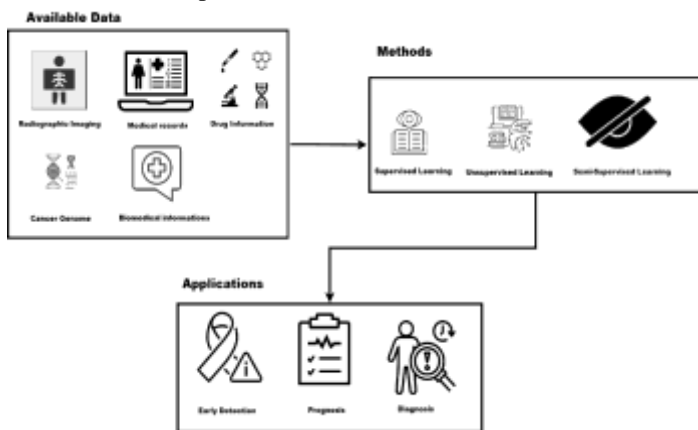 Available Data
Radiographic Imaging
Medical records
Drug Information
Cancer Genome
Biomedical Informations
Methods
Supervised Learning
Unsupervised Learning
Semi-Supervised Learning
Applications
Early Detection
Prognosis
Diagnosis